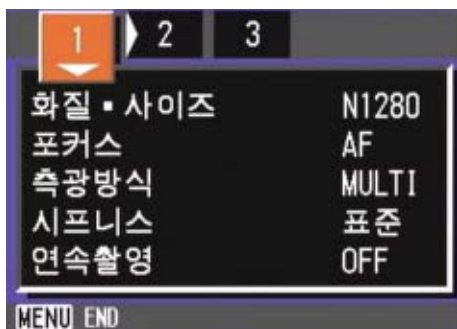 1 2 3
화질▪사이즈 N1280
포커스 AF
측광방식 MULTI
시프니스 표준
연속촬영 OFF
MENU END